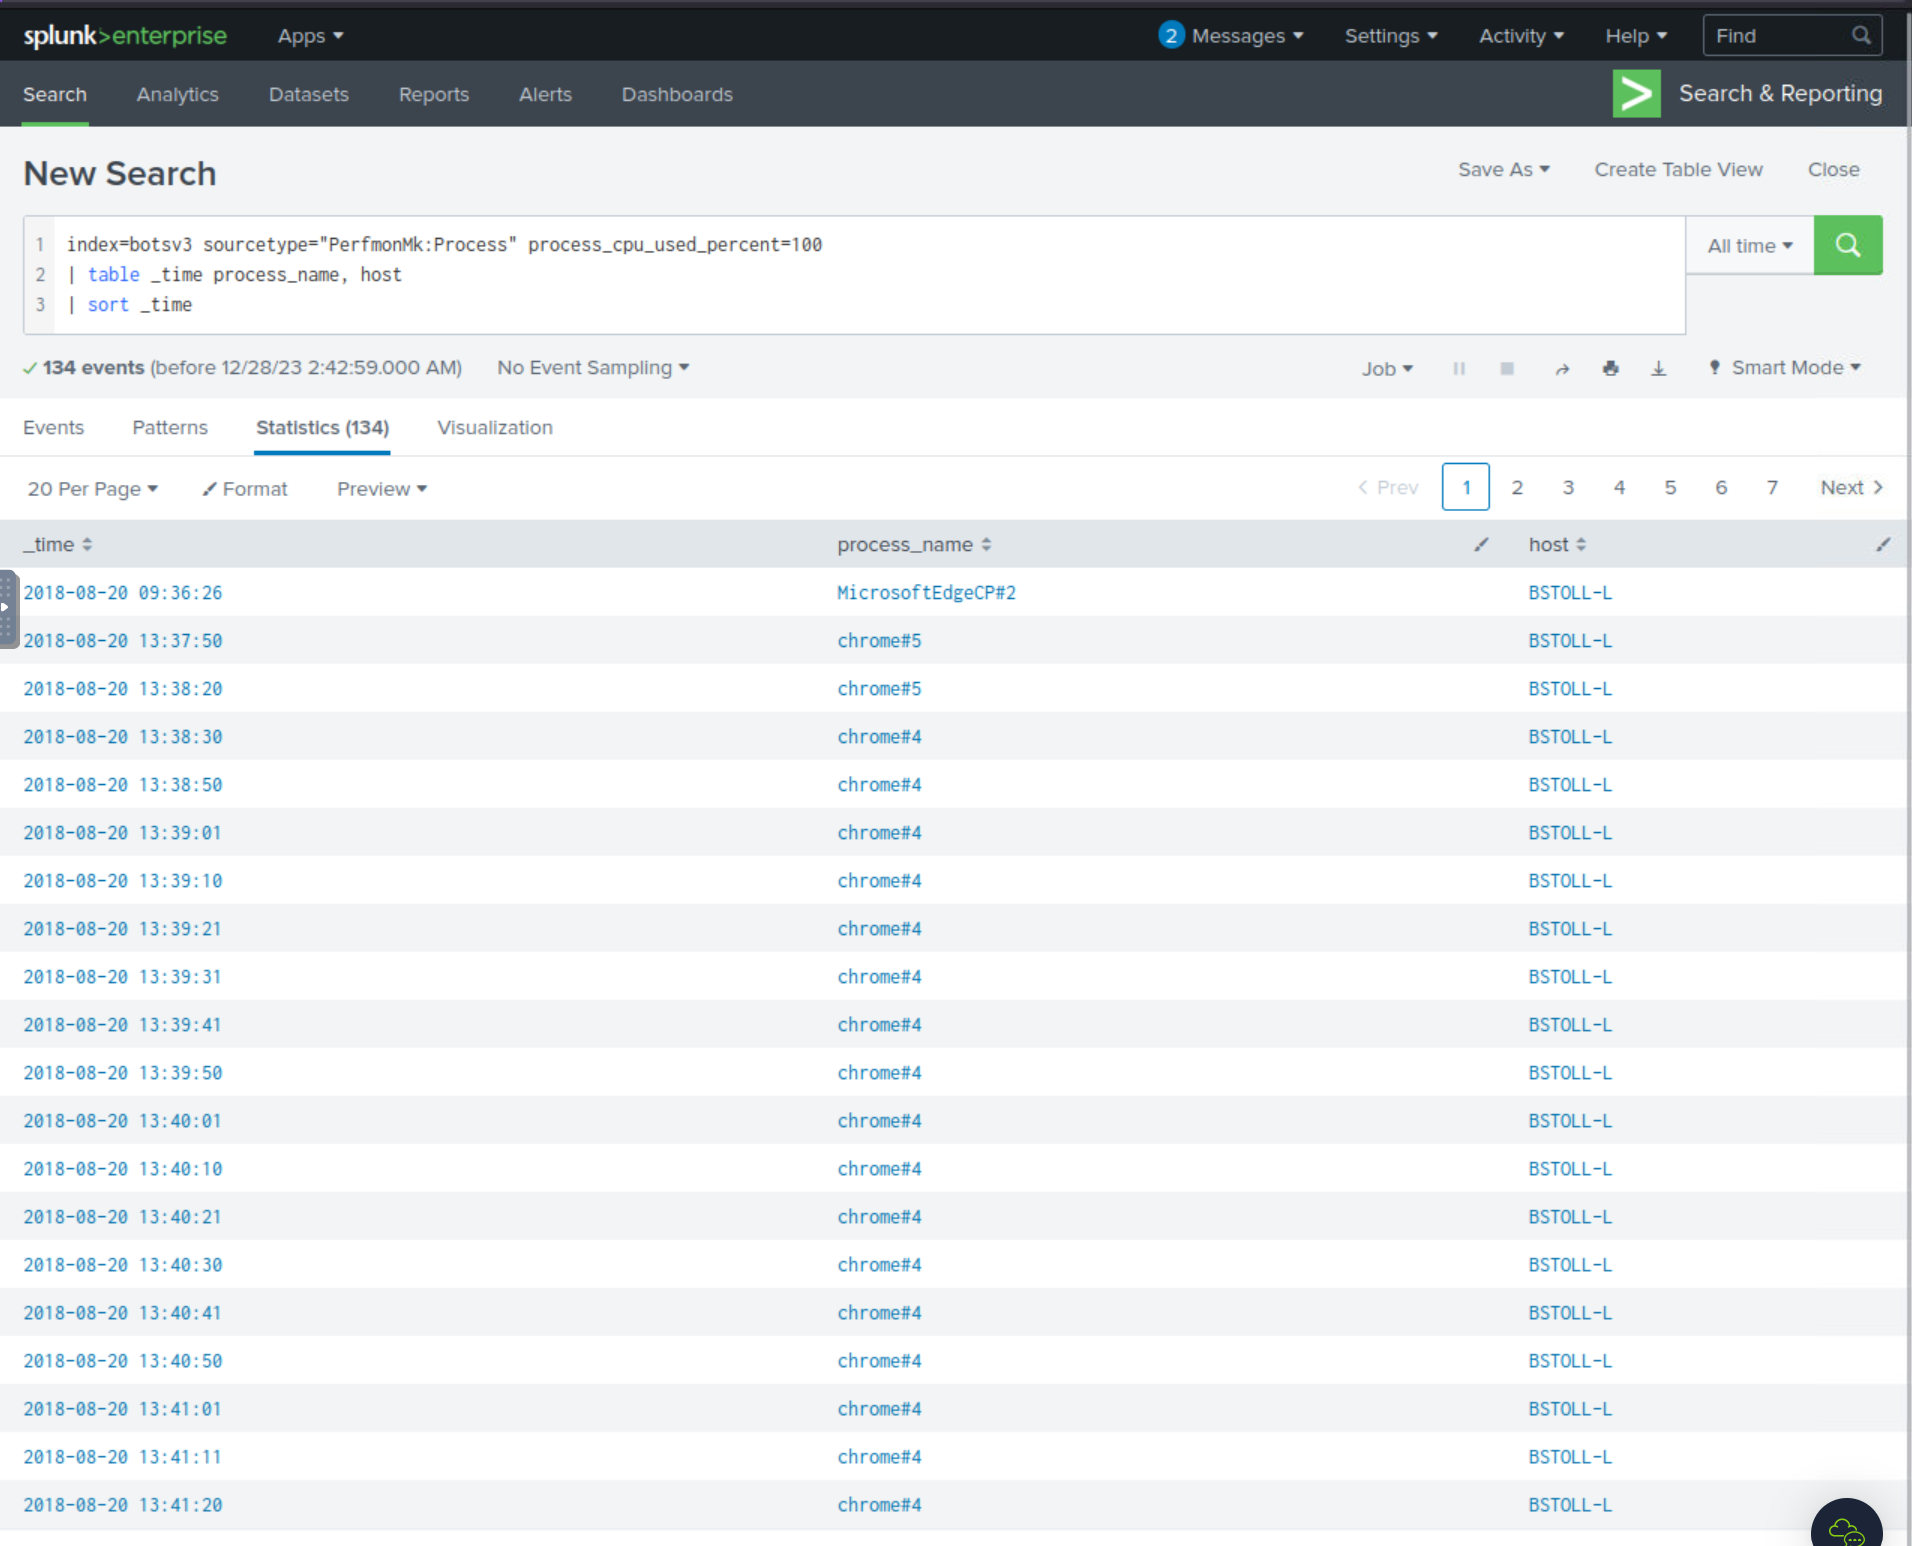 splunk>enterprise Apps 2 Messages Settings Activity Help Find
Search Analytics Datasets Reports Alerts Dashboards Search & Reporting
New Search Save As Create Table View Close
1 index=botsv3 sourcetype="PerfmonMk:Process" process_cpu_used_percent=100 All time
2 | table _time process_name, host
3 | sort _time
134 events (before 12/28/23 2:42:59.000 AM) No Event Sampling Job Smart Mode
Events Patterns Statistics (134) Visualization
20 Per Page Format Preview < Prev 1 2 3 4 5 6 7 Next >
_time process_name host
2018-08-20 09:36:26 MicrosoftEdgeCP#2 BSTOLL-L
2018-08-20 13:37:50 chrome#5 BSTOLL-L
2018-08-20 13:38:20 chrome#5 BSTOLL-L
2018-08-20 13:38:30 chrome#4 BSTOLL-L
2018-08-20 13:38:50 chrome#4 BSTOLL-L
2018-08-20 13:39:01 chrome#4 BSTOLL-L
2018-08-20 13:39:10 chrome#4 BSTOLL-L
2018-08-20 13:39:21 chrome#4 BSTOLL-L
2018-08-20 13:39:31 chrome#4 BSTOLL-L
2018-08-20 13:39:41 chrome#4 BSTOLL-L
2018-08-20 13:39:50 chrome#4 BSTOLL-L
2018-08-20 13:40:01 chrome#4 BSTOLL-L
2018-08-20 13:40:10 chrome#4 BSTOLL-L
2018-08-20 13:40:21 chrome#4 BSTOLL-L
2018-08-20 13:40:30 chrome#4 BSTOLL-L
2018-08-20 13:40:41 chrome#4 BSTOLL-L
2018-08-20 13:40:50 chrome#4 BSTOLL-L
2018-08-20 13:41:01 chrome#4 BSTOLL-L
2018-08-20 13:41:11 chrome#4 BSTOLL-L
2018-08-20 13:41:20 chrome#4 BSTOLL-L